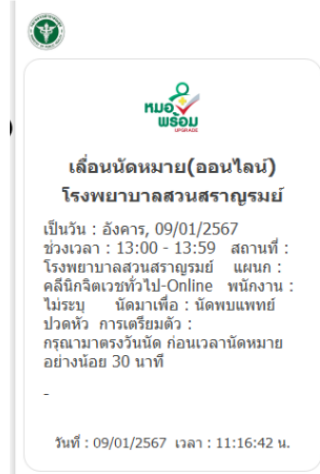 หมอ
พร้อม
UPGRADE
เลื่อนนัดหมาย(ออนไลน์)
โรงพยาบาลสวนสราญรมย์
เป็นวัน : อังคาร, 09/01/2567
ช่วงเวลา : 13:00 - 13:59 สถานที่ :
โรงพยาบาลสวนสราญรมย์ แผนก :
คลีนิกจิตเวชทั่วไป-Online พนักงาน :
ไม่ระบุ นัดมาเพื่อ : นัดพบแพทย์
ปวดหัว การเตรียมตัว :
กรุณามาตรงวันนัด ก่อนเวลานัดหมาย
อย่างน้อย 30 นาที
-
วันที่ : 09/01/2567 เวลา : 11:16:42 น.